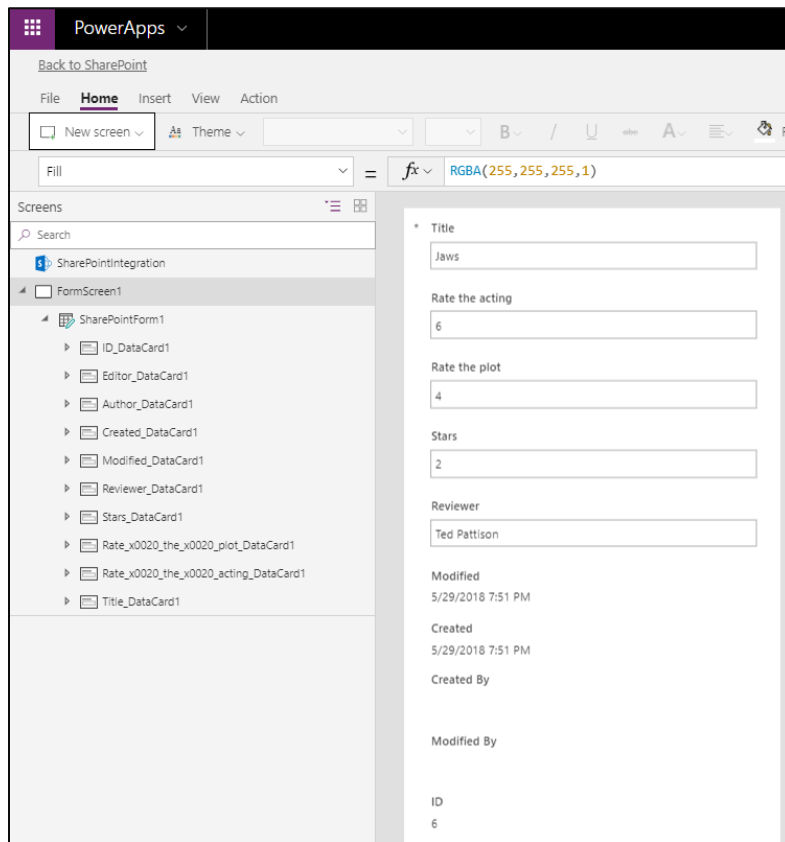 PowerApps
Back to SharePoint
File Home Insert View Action
New screen Theme B / U abc A
Fill = fx RGBA(255,255,255,1)
Screens
Search
SharePointIntegration
FormScreen1
SharePointForm1
ID_DataCard1
Editor_DataCard1
Author_DataCard1
Created_DataCard1
Modified_DataCard1
Reviewer_DataCard1
Stars_DataCard1
Rate_x0020_the_x0020_plot_DataCard1
Rate_x0020_the_x0020_acting_DataCard1
Title_DataCard1
* Title
Jaws
Rate the acting
6
Rate the plot
4
Stars
2
Reviewer
Ted Pattison
Modified
5/29/2018 7:51 PM
Created
5/29/2018 7:51 PM
Created By
Modified By
ID
6